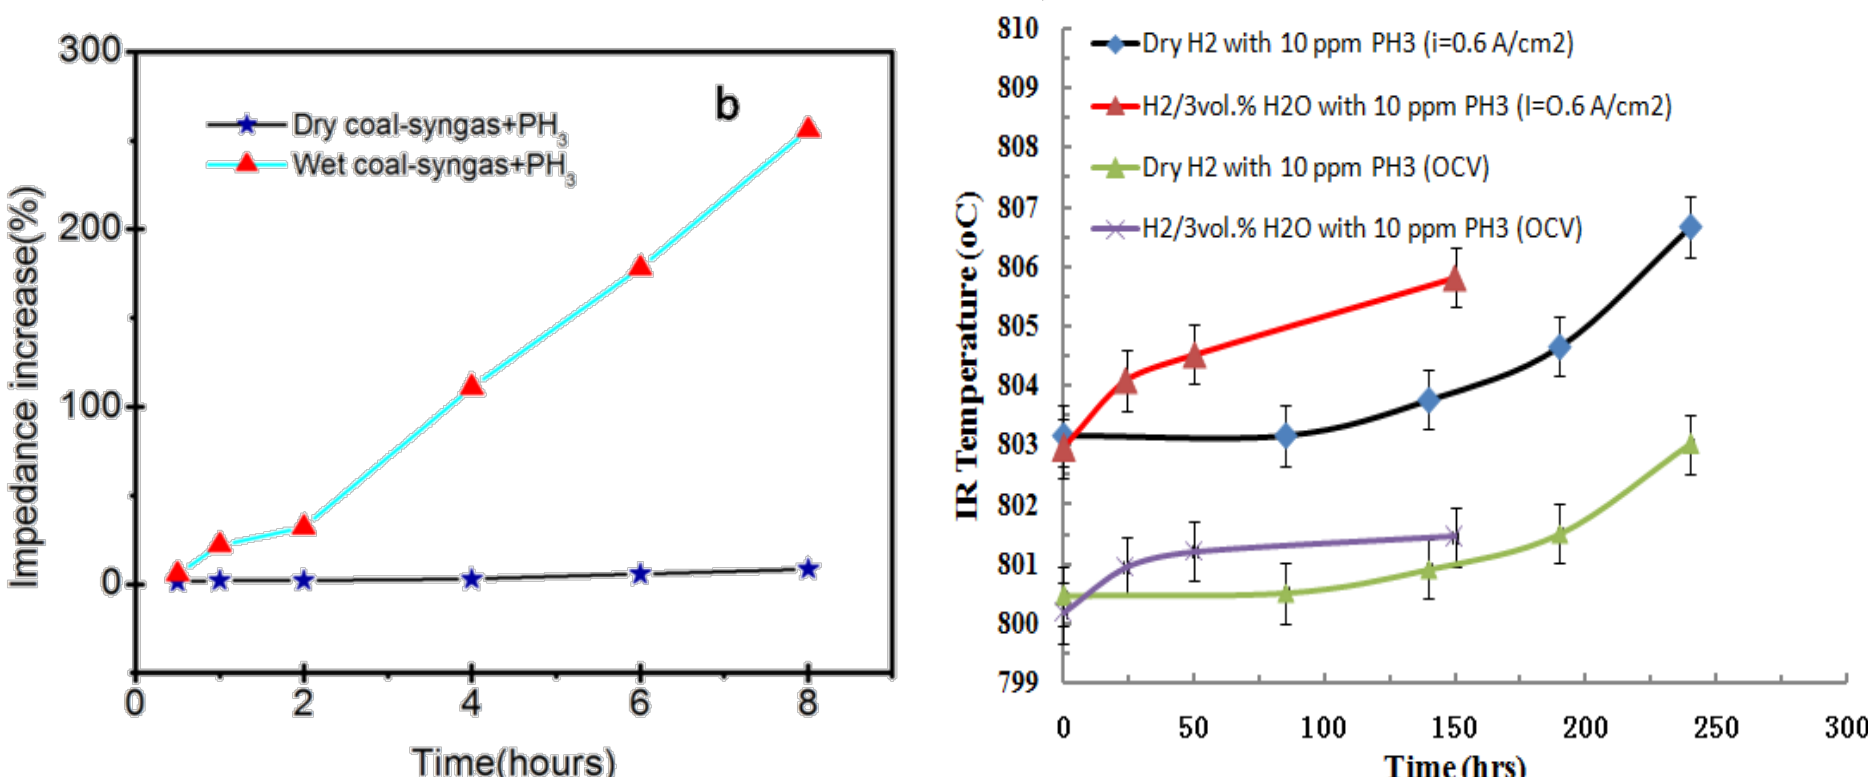 300
200
100
0
Impedance increase(%)
b
Dry coal-syngas+PH3
Wet coal-syngas+PH3
0 2 4 6 8
Time(hours)
810
809
808
807
806
805
804
803
802
801
800
799
IR Temperature (oC)
Dry H2 with 10 ppm PH3 (i=0.6 A/cm2)
H2/3vol.% H2O with 10 ppm PH3 (I=0.6 A/cm2)
Dry H2 with 10 ppm PH3 (OCV)
H2/3vol.% H2O with 10 ppm PH3 (OCV)
0 50 100 150 200 250 300
Time (hrs)